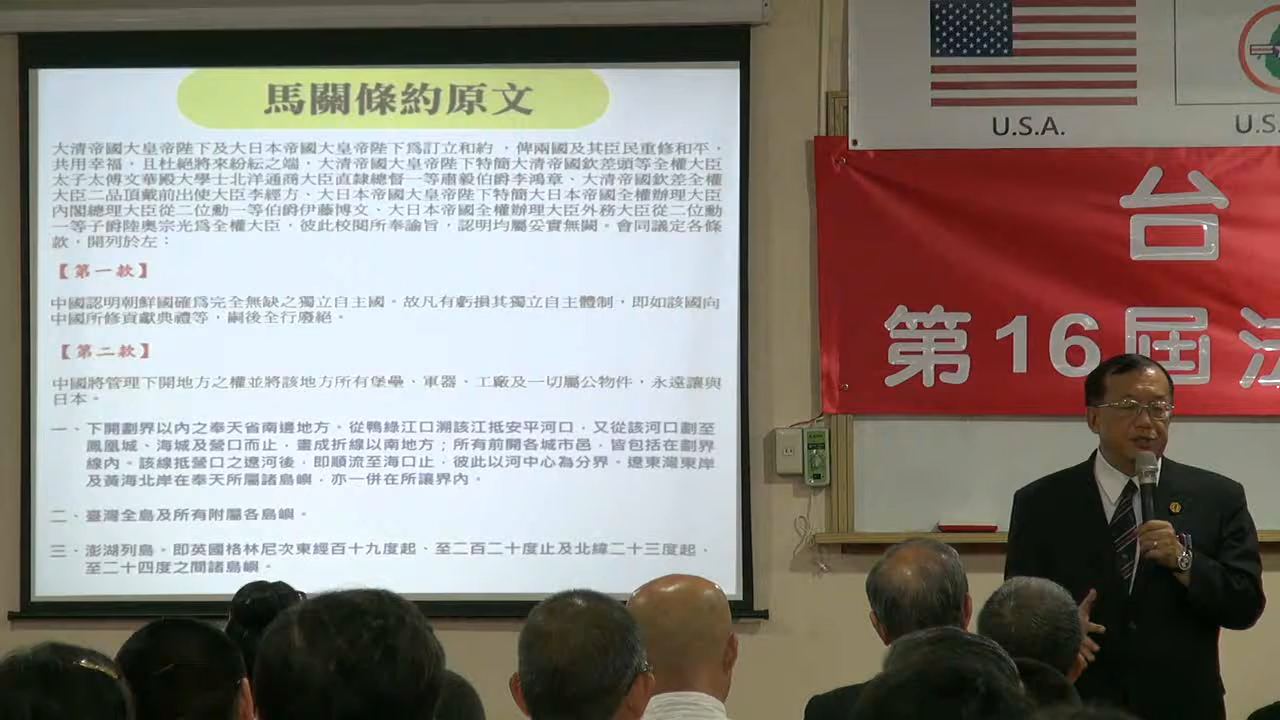 馬關條約原文
大清帝國大皇帝陛下及大日本帝國大皇帝陛下爲訂立和約，俾兩國及其臣民重修和平，
共用幸福，且杜絕將來紛紜之端，大清帝國大皇帝陛下特簡大清帝國欽差頭等全權大臣
太子太傅文華殿大學士北洋通商大臣直隸總督一等肅毅伯爵李鴻章、大清帝國欽差全權
大臣二品頂戴前出使大臣李經方、大日本帝國大皇帝陛下特簡大日本帝國全權辦理大臣
內閣總理大臣從二位勳一等伯爵伊藤博文、大日本帝國全權辦理大臣外務大臣從二位勳
一等子爵陸奧宗光爲全權大臣，彼此校閱所奉諭旨，認明均屬妥實無闕。會同議定各條
款，開列於左：
【第一款】
中國認明朝鮮國確爲完全無缺之獨立自主國。故凡有虧損其獨立自主體制，即如該國向
中國所修貢獻典禮等，嗣後全行廢絕。
【第二款】
中國將管理下開地方之權並將該地方所有堡壘、軍器、工廠及一切屬公物件，永遠讓與
日本。
一、下開劃界以內之奉天省南邊地方。從鴨綠江口溯該江抵安平河口，又從該河口劃至
鳳凰城、海城及營口而止，畫成折線以南地方；所有前開各城市邑，皆包括在劃界
線內。該線抵營口之遼河後，即順流至海口止，彼此以河中心為分界。遼東灣東岸
及黃海北岸在奉天所屬諸島嶼，亦一併在所讓界內。
二、臺灣全島及所有附屬各島嶼。
三、澎湖列島。即英國格林尼次東經百十九度起、至二百二十度止及北緯二十三度起、
至二十四度之間諸島嶼。
U.S.A.
U.S
台
第16屆法